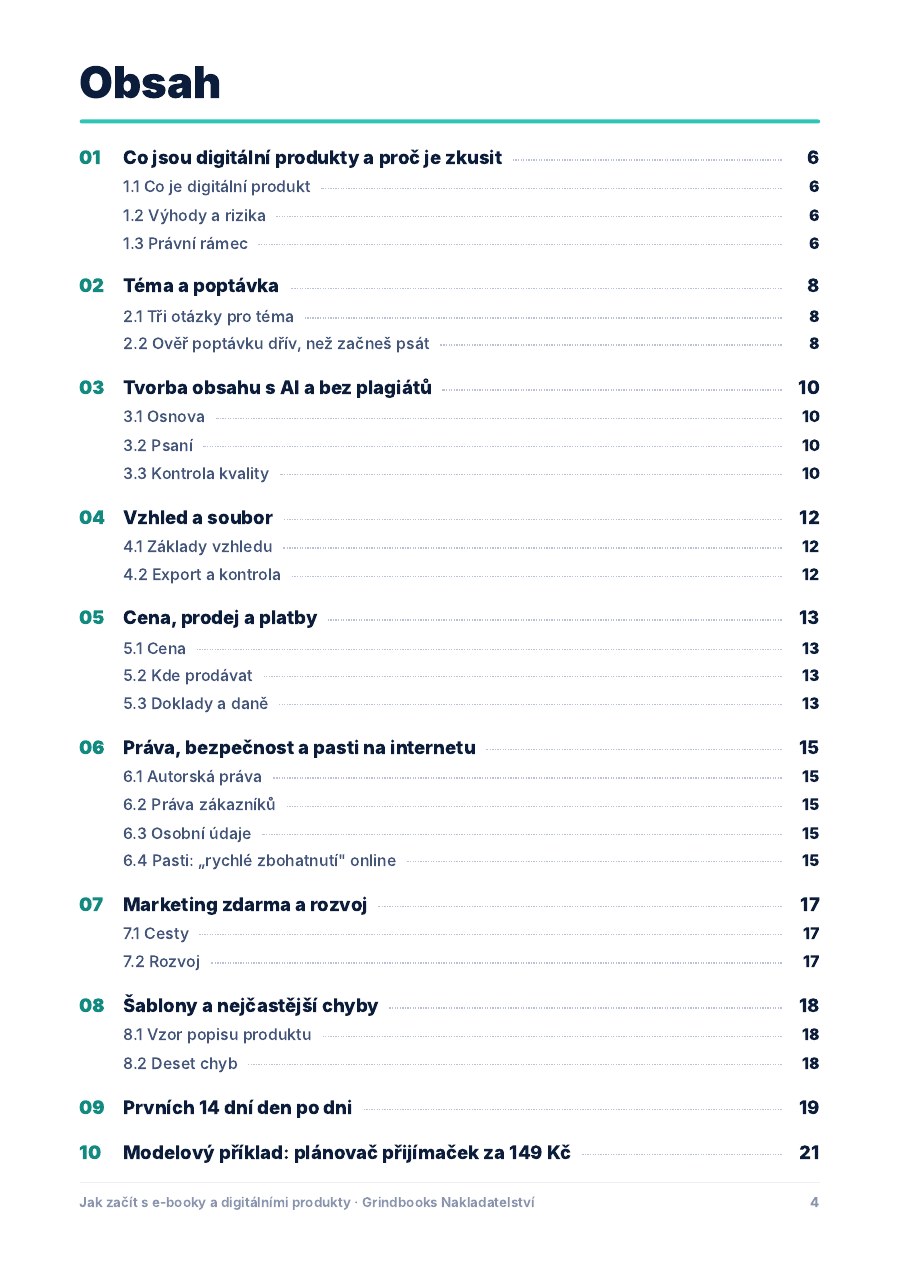 Obsah
01 Co jsou digitální produkty a proč je zkusit 6
1.1 Co je digitální produkt 6
1.2 Výhody a rizika 6
1.3 Právní rámec 6
02 Téma a poptávka 8
2.1 Tři otázky pro téma 8
2.2 Ověř poptávku dřív, než začneš psát 8
03 Tvorba obsahu s AI a bez plagiátů 10
3.1 Osnova 10
3.2 Psaní 10
3.3 Kontrola kvality 10
04 Vzhled a soubor 12
4.1 Základy vzhledu 12
4.2 Export a kontrola 12
05 Cena, prodej a platby 13
5.1 Cena 13
5.2 Kde prodávat 13
5.3 Doklady a daně 13
06 Práva, bezpečnost a pasti na internetu 15
6.1 Autorská práva 15
6.2 Práva zákazníků 15
6.3 Osobní údaje 15
6.4 Pasti: „rychlé zbohatnutí" online 15
07 Marketing zdarma a rozvoj 17
7.1 Cesty 17
7.2 Rozvoj 17
08 Šablony a nejčastější chyby 18
8.1 Vzor popisu produktu 18
8.2 Deset chyb 18
09 Prvních 14 dní den po dni 19
10 Modelový příklad: plánovač přijímaček za 149 Kč 21
Jak začít s e-booky a digitálními produkty · Grindbooks Nakladatelství 4